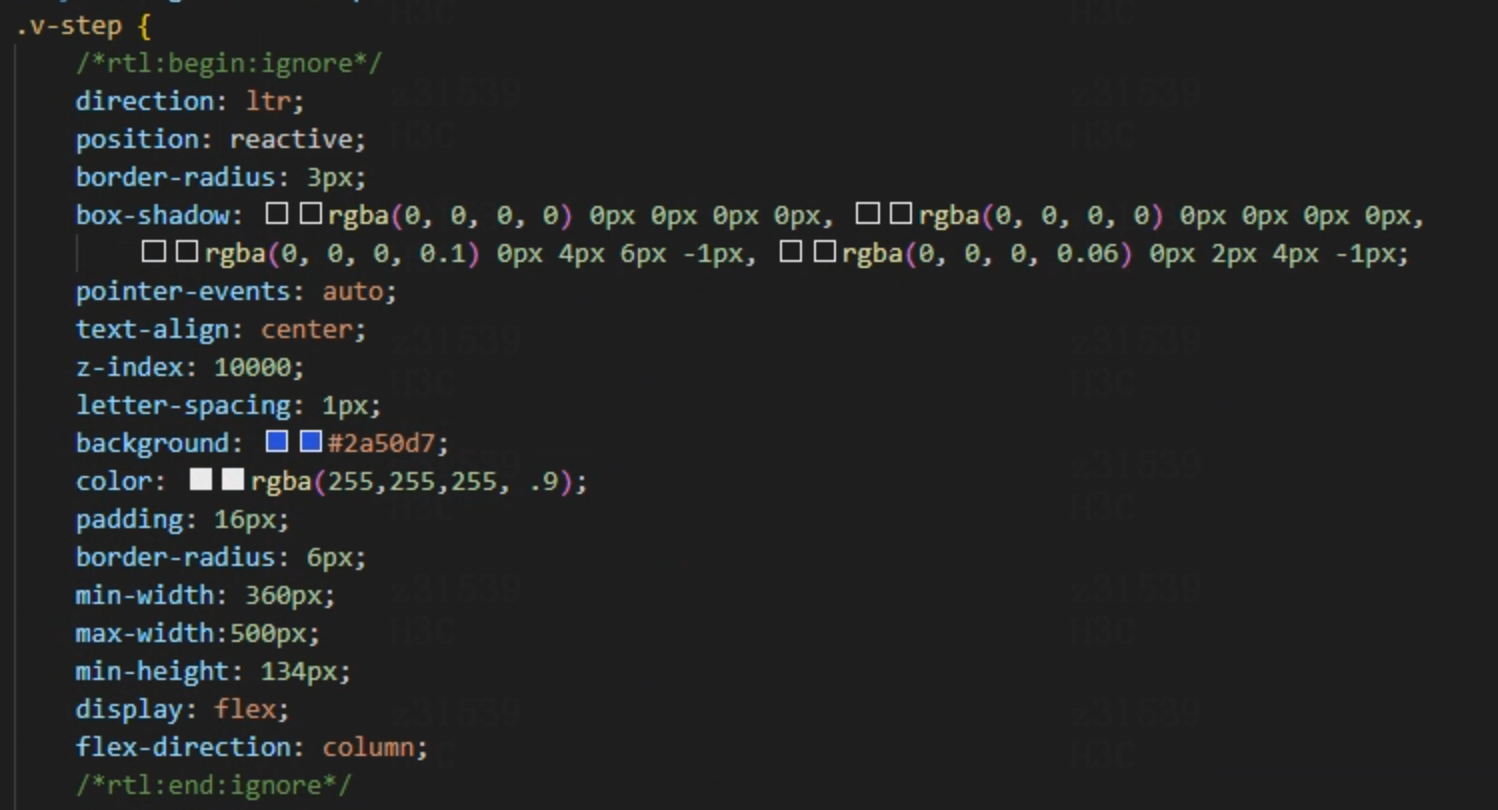 .v-step {
/*rtl:begin:ignore*/
direction: ltr;
position: reactive;
border-radius: 3px;
box-shadow: rgba(0, 0, 0, 0) 0px 0px 0px 0px, rgba(0, 0, 0, 0) 0px 0px 0px 0px,
rgba(0, 0, 0, 0.1) 0px 4px 6px -1px, rgba(0, 0, 0, 0.06) 0px 2px 4px -1px;
pointer-events: auto;
text-align: center;
z-index: 10000;
letter-spacing: 1px;
background: #2a50d7;
color: rgba(255,255,255, .9);
padding: 16px;
border-radius: 6px;
min-width: 360px;
max-width:500px;
min-height: 134px;
display: flex;
flex-direction: column;
/*rtl:end:ignore*/